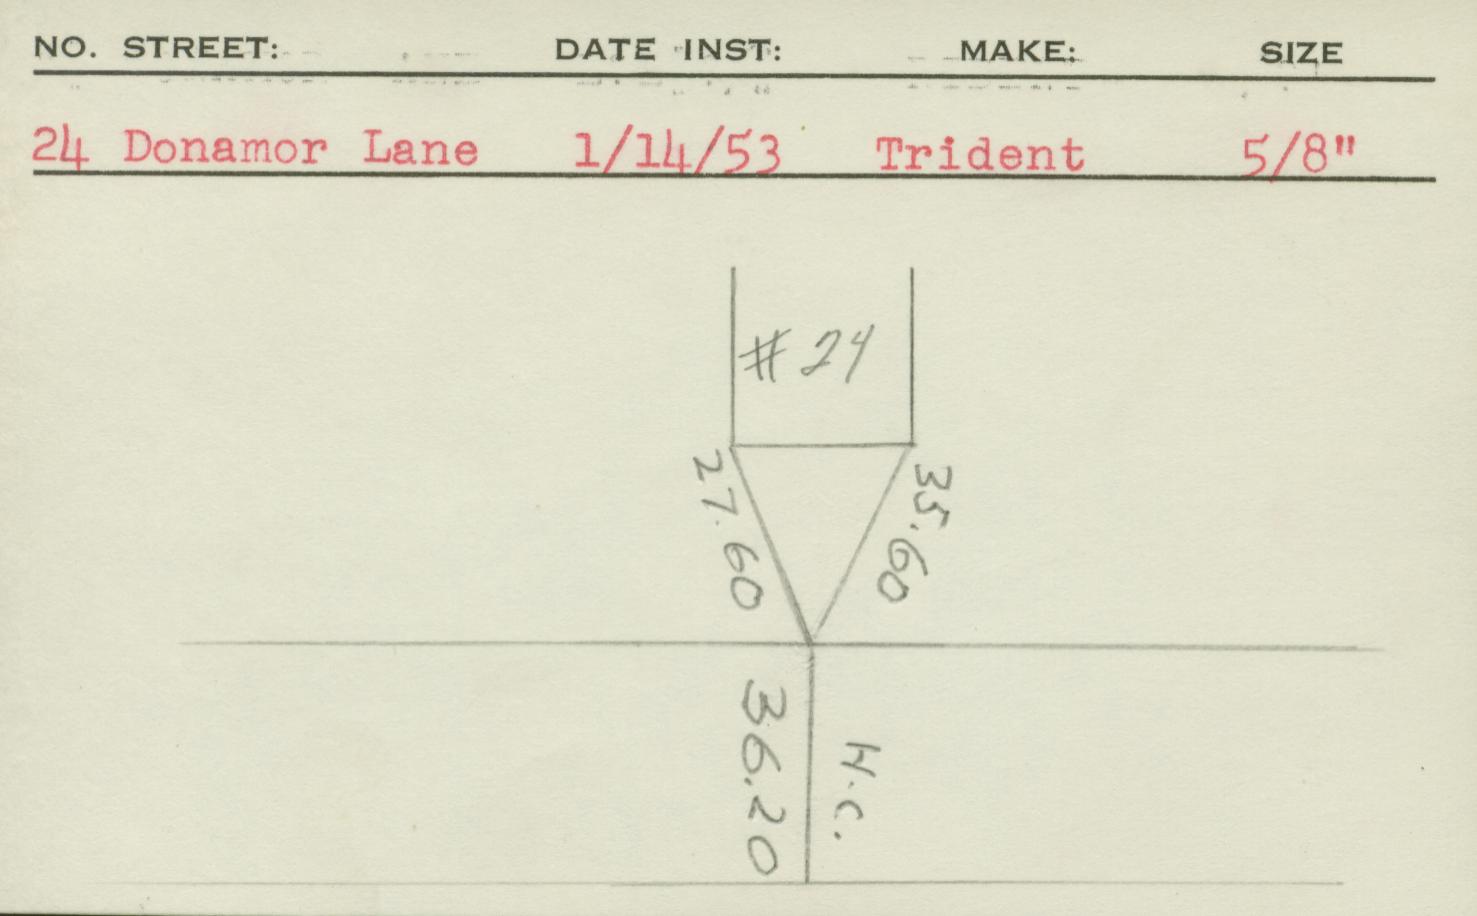 NO. STREET: DATE INST: MAKE: SIZE
24 Donamor Lane 1/14/53 Trident 5/8"
# 24
27.60
35.60
36.20
H.C.